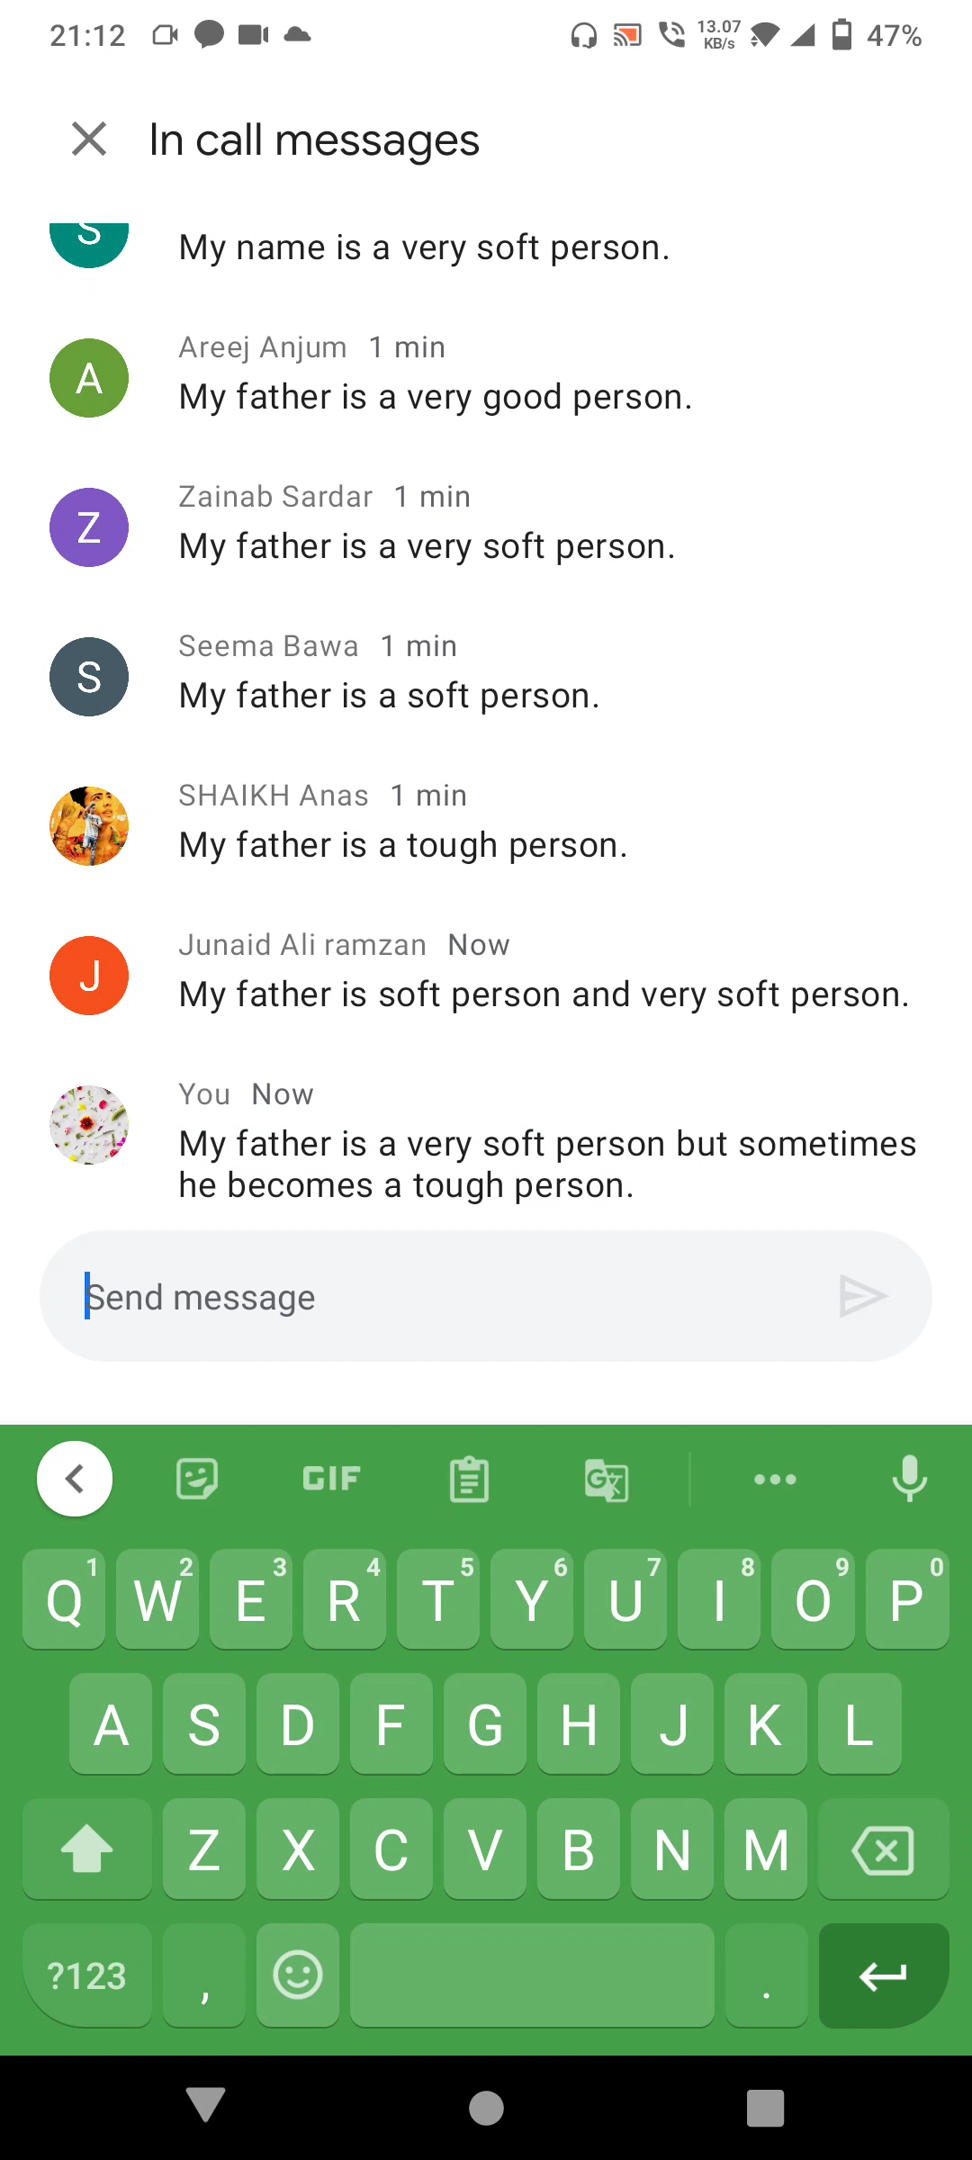 21:12 13.07 KB/s 47%
In call messages
S
My name is a very soft person.
A
Areej Anjum 1 min
My father is a very good person.
Z
Zainab Sardar 1 min
My father is a very soft person.
S
Seema Bawa 1 min
My father is a soft person.
SHAIKH Anas 1 min
My father is a tough person.
J
Junaid Ali ramzan Now
My father is soft person and very soft person.
You Now
My father is a very soft person but sometimes
he becomes a tough person.
Send message
GIF G
1 2 3 4 5 6 7 8 9 0
Q W E R T Y U I O P
A S D F G H J K L
Z X C V B N M
?123 , .